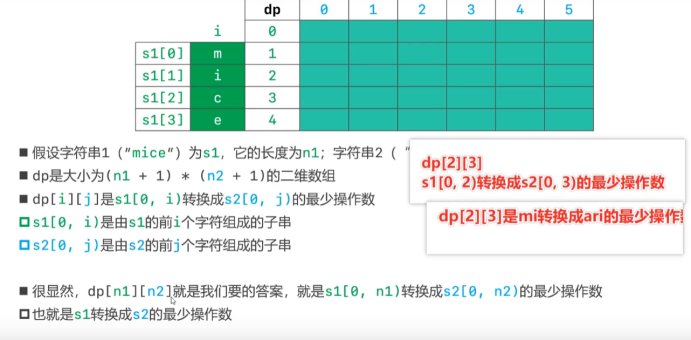 dp 0 1 2 3 4 5
i 0
s1[0] m 1
s1[1] i 2
s1[2] c 3
s1[3] e 4
■ 假设字符串1（"mice"）为s1，它的长度为n1；字符串2（"
■ dp是大小为(n1 + 1) * (n2 + 1)的二维数组
■ dp[i][j]是s1[0, i)转换成s2[0, j)的最少操作数
s1[0, i)是由s1的前i个字符组成的子串
s2[0, j)是由s2的前j个字符组成的子串
dp[2][3]
s1[0, 2)转换成s2[0, 3)的最少操作数
dp[2][3]是mi转换成ari的最少操作
■ 很显然，dp[n1][n2]就是我们要的答案，就是s1[0, n1)转换成s2[0, n2)的最少操作数
也就是s1转换成s2的最少操作数